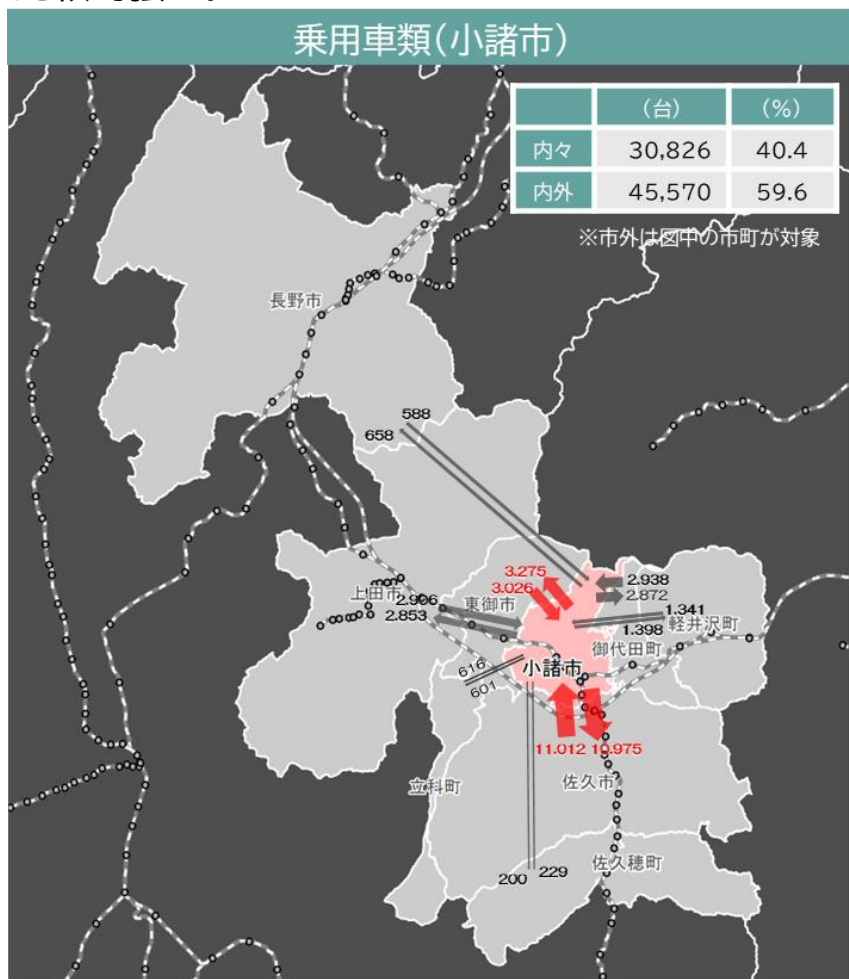 乗用車類(小諸市)
(台) (%)
内々 30,826 40.4
内外 45,570 59.6
※市外は図中の市町が対象
長野市
588
658
3.275
3.026
2.938
2.872
上田市
2.906
東御市
2.853
1.341
1.398
軽井沢町
御代田町
616
小諸市
601
11.012 10.975
立科町
佐久市
佐久穂町
200 229